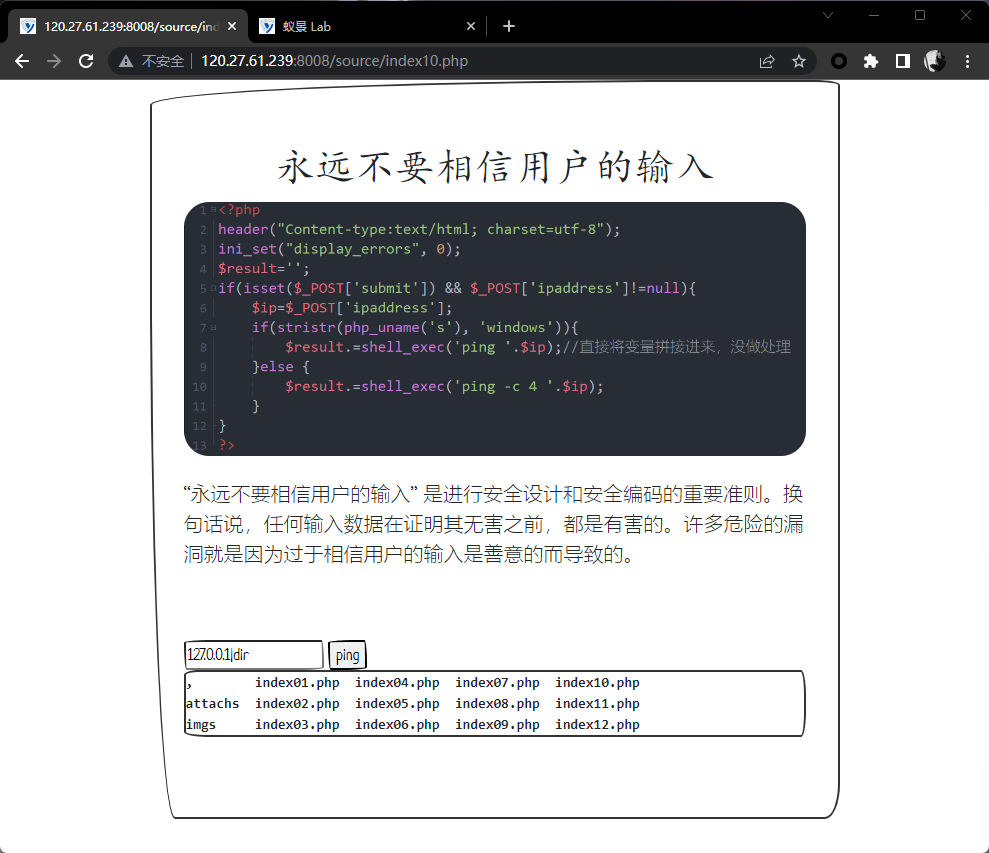 120.27.61.239:8008/source/ind
蚁景 Lab
不安全 120.27.61.239:8008/source/index10.php
永远不要相信用户的输入
1 <?php
2 header("Content-type:text/html; charset=utf-8");
3 ini_set("display_errors", 0);
4 $result='';
5 if(isset($_POST['submit']) && $_POST['ipaddress']!=null){
6 $ip=$_POST['ipaddress'];
7 if(stristr(php_uname('s'), 'windows')){
8 $result.=shell_exec('ping '.$ip);//直接将变量拼接进来，没做处理
9 }else {
10 $result.=shell_exec('ping -c 4 '.$ip);
11 }
12 }
13 ?>
“永远不要相信用户的输入” 是进行安全设计和安全编码的重要准则。换
句话说，任何输入数据在证明其无害之前，都是有害的。许多危险的漏
洞就是因为过于相信用户的输入是善意的而导致的。
127.0.0.1|dir ping
, index01.php index04.php index07.php index10.php
attachs index02.php index05.php index08.php index11.php
imgs index03.php index06.php index09.php index12.php